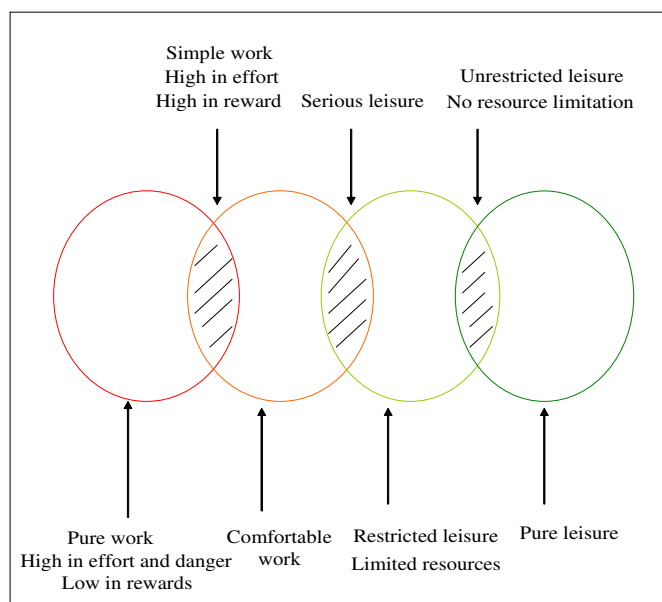 Simple work
High in effort
High in reward
Serious leisure
Unrestricted leisure
No resource limitation
Pure work
High in effort and danger
Low in rewards
Comfortable
work
Restricted leisure
Limited resources
Pure leisure